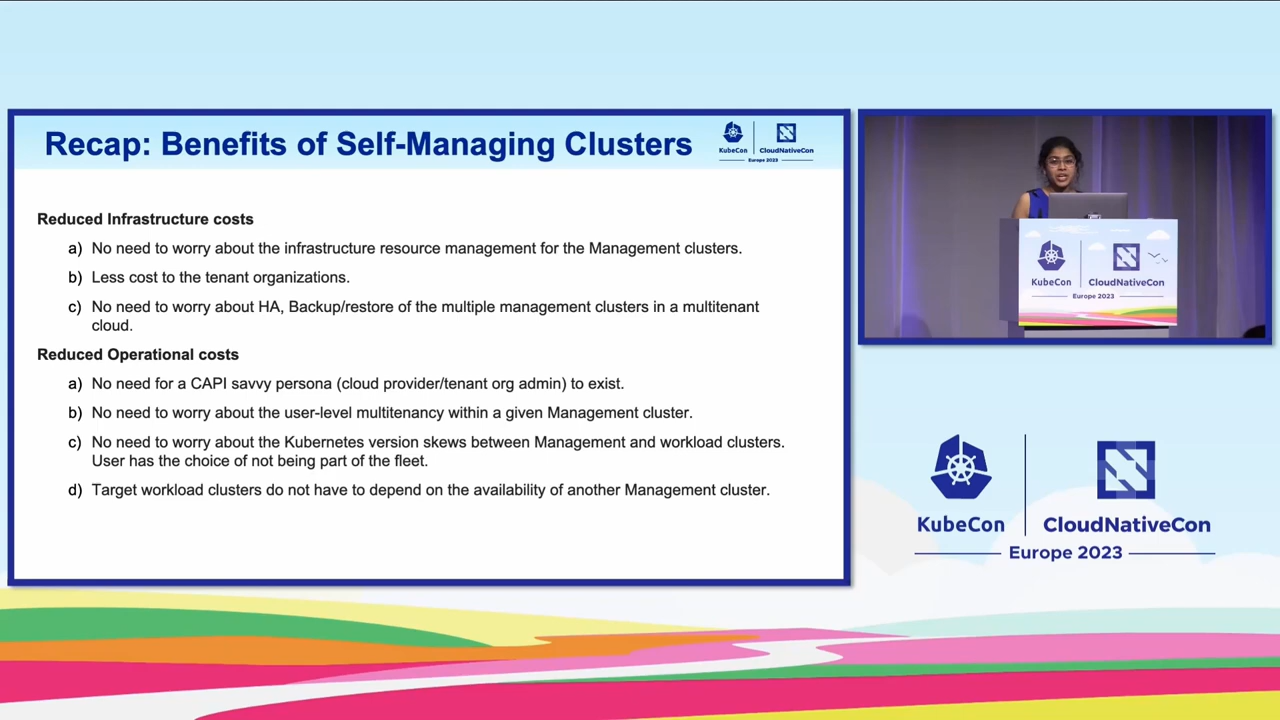 Recap: Benefits of Self-Managing Clusters
KubeCon
CloudNativeCon
Europe 2023
Reduced Infrastructure costs
a) No need to worry about the infrastructure resource management for the Management clusters.
b) Less cost to the tenant organizations.
c) No need to worry about HA, Backup/restore of the multiple management clusters in a multitenant
cloud.
Reduced Operational costs
a) No need for a CAPI savvy persona (cloud provider/tenant org admin) to exist.
b) No need to worry about the user-level multitenancy within a given Management cluster.
c) No need to worry about the Kubernetes version skews between Management and workload clusters.
User has the choice of not being part of the fleet.
d) Target workload clusters do not have to depend on the availability of another Management cluster.
KubeCon
CloudNativeCon
Europe 2023
KubeCon
CloudNativeCon
Europe 2023